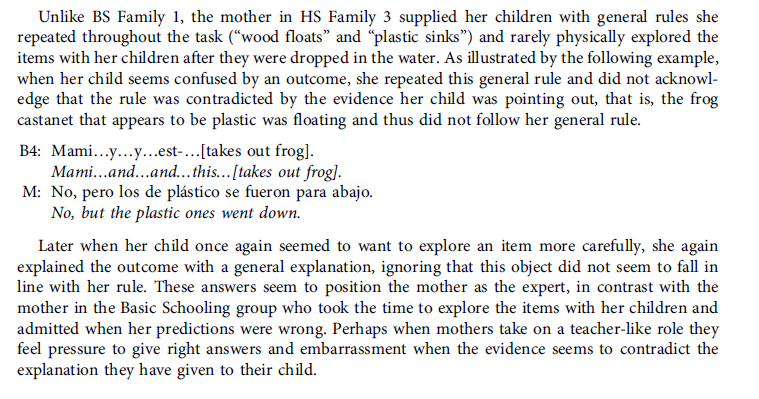 Unlike BS Family 1, the mother in HS Family 3 supplied her children with general rules she
repeated throughout the task (“wood floats” and “plastic sinks”) and rarely physically explored the
items with her children after they were dropped in the water. As illustrated by the following example,
when her child seems confused by an outcome, she repeated this general rule and did not acknowl-
edge that the rule was contradicted by the evidence her child was pointing out, that is, the frog
castanet that appears to be plastic was floating and thus did not follow her general rule.
B4: Mami…y…y…est-…[takes out frog].
Mami…and…and…this…[takes out frog].
M: No, pero los de plástico se fueron para abajo.
No, but the plastic ones went down.
Later when her child once again seemed to want to explore an item more carefully, she again
explained the outcome with a general explanation, ignoring that this object did not seem to fall in
line with her rule. These answers seem to position the mother as the expert, in contrast with the
mother in the Basic Schooling group who took the time to explore the items with her children and
admitted when her predictions were wrong. Perhaps when mothers take on a teacher-like role they
feel pressure to give right answers and embarrassment when the evidence seems to contradict the
explanation they have given to their child.